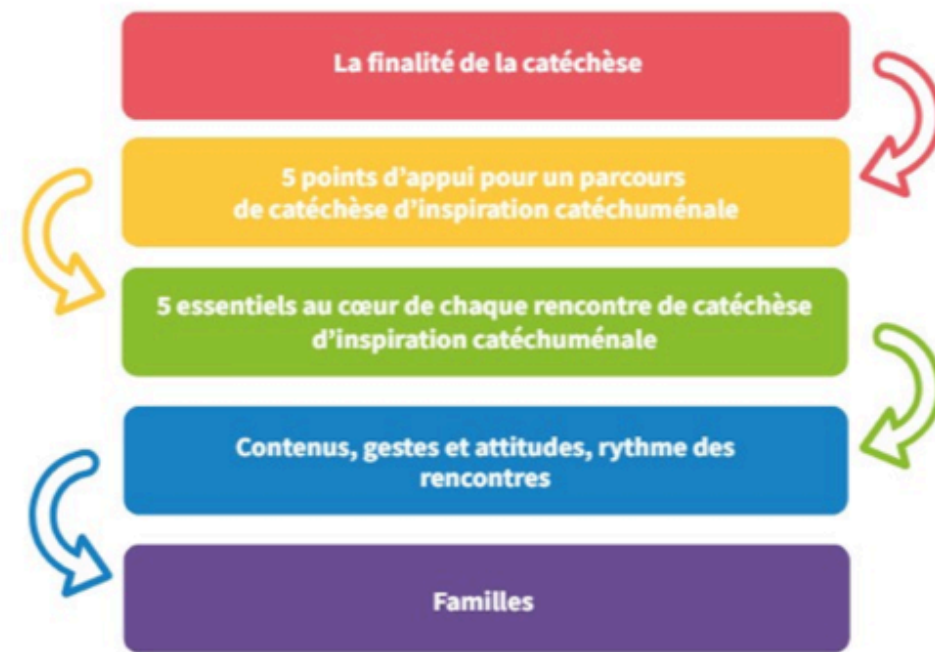 La finalité de la catéchèse
5 points d’appui pour un parcours
de catéchèse d’inspiration catéchuménale
5 essentiels au cœur de chaque rencontre de catéchèse
d’inspiration catéchuménale
Contenus, gestes et attitudes, rythme des
rencontres
Familles